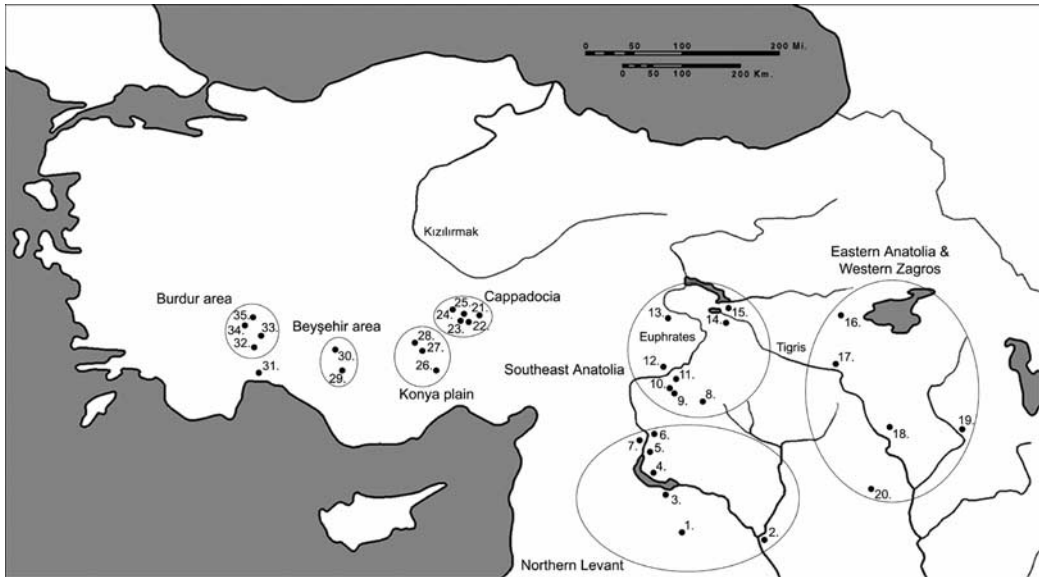 0 50 100 200 Mi.
0 50 100 200 Km.
Kızılırmak
Eastern Anatolia &
Western Zagros
Burdur area
35.
34.
33.
32.
31.
Beyşehir area
30.
29.
25.
Cappadocia
24.
21.
23.
22.
28.
27.
26.
Konya plain
15.
13.
14.
Euphrates
16.
Tigris
12.
17.
Southeast Anatolia
11.
10.
9.
8.
18.
19.
7.
6.
5.
4.
3.
20.
1.
2.
Northern Levant